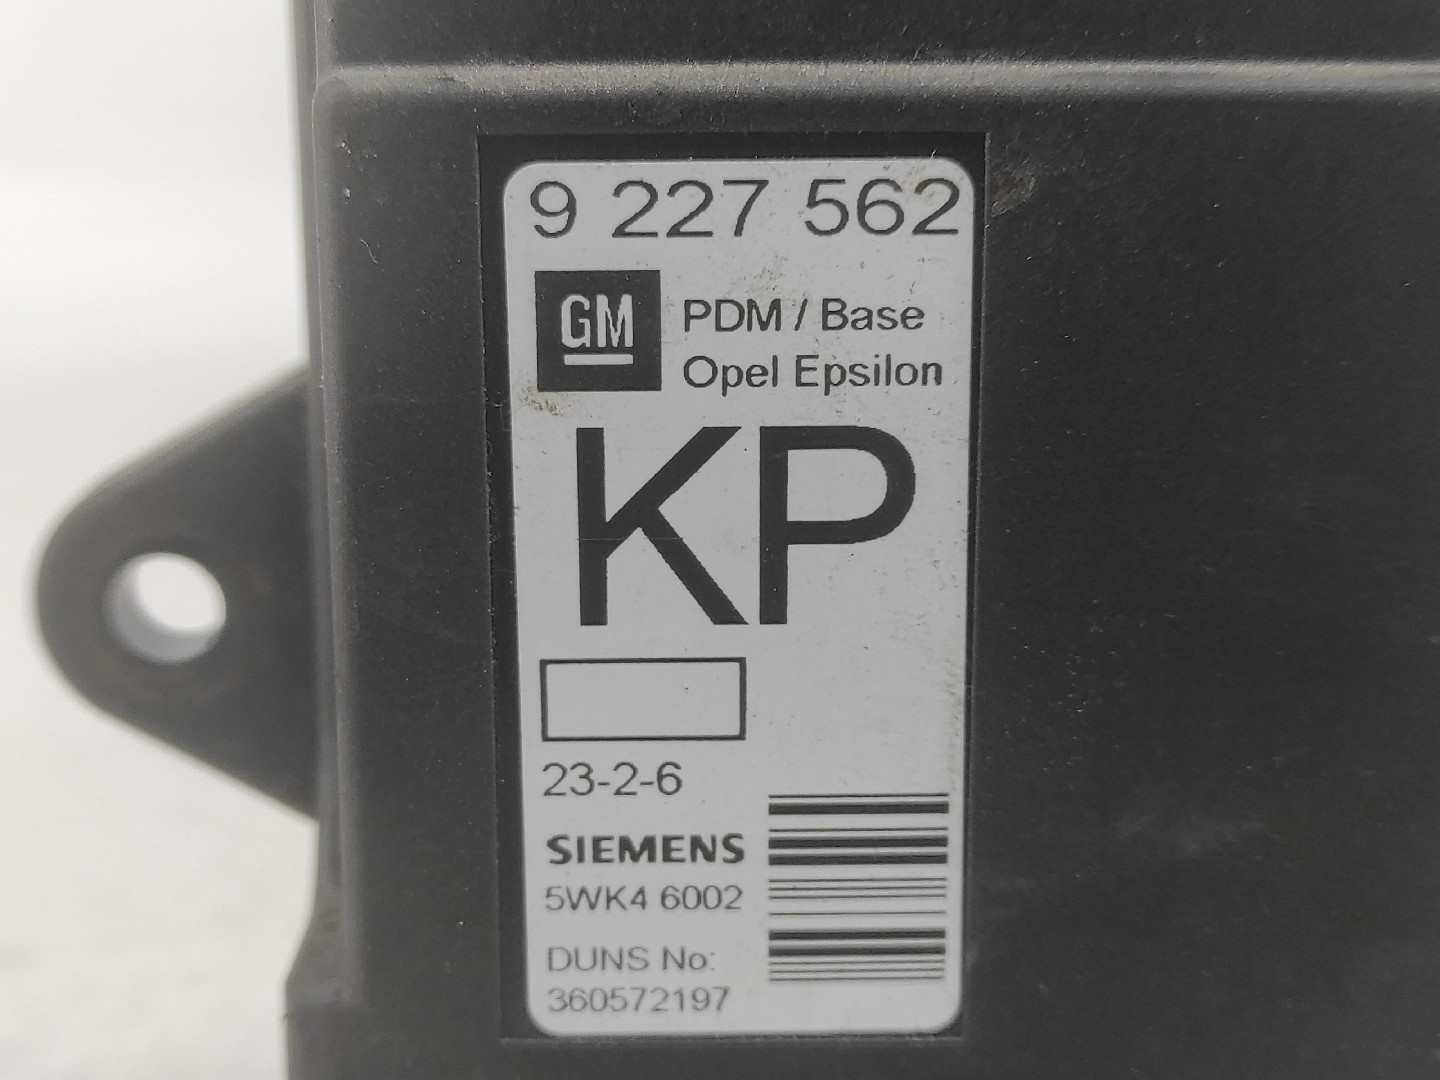 9 227 562
GM
PDM / Base
Opel Epsilon
KP
23-2-6
SIEMENS
5WK4 6002
DUNS No:
360572197